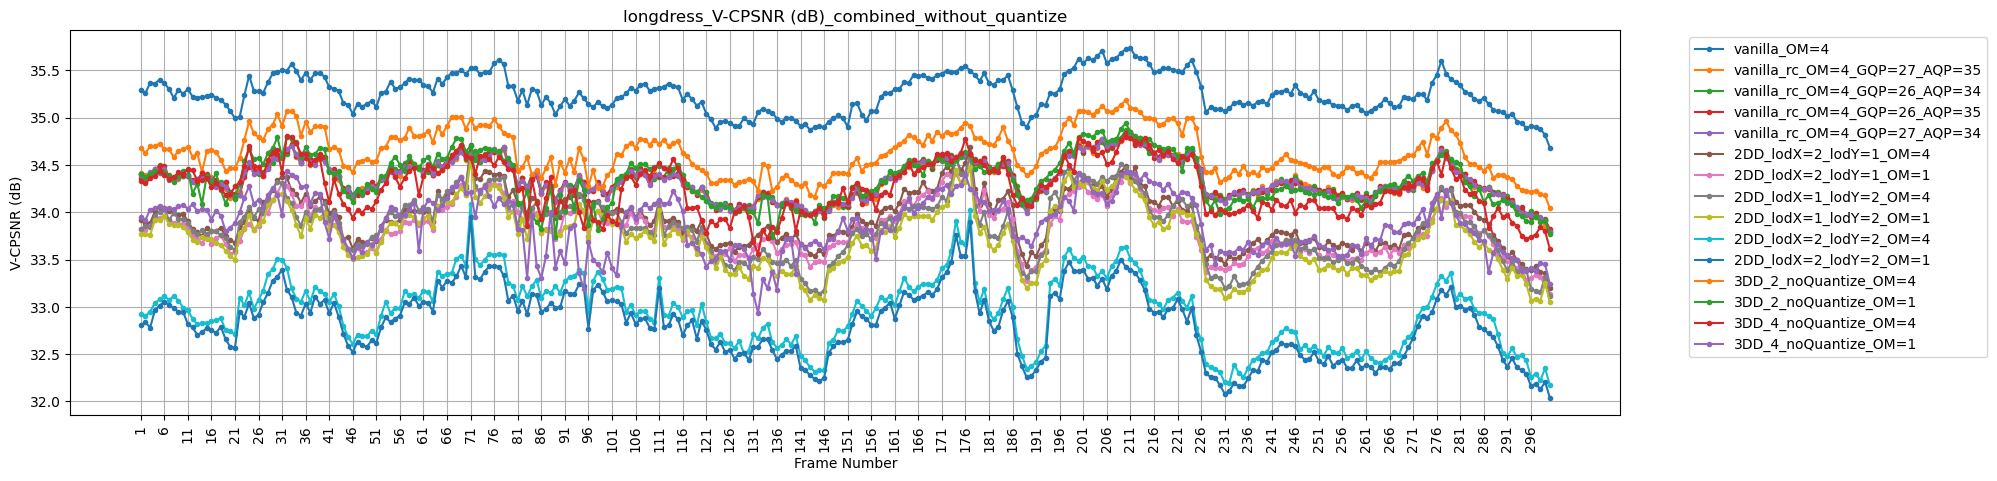 longdress_V-CPSNR (dB)_combined_without_quantize
V-CPSNR (dB)
35.5
35.0
34.5
34.0
33.5
33.0
32.5
32.0
1 6 11 16 21 26 31 36 41 46 51 56 61 66 71 76 81 86 91 96 101 106 111 116 121 126 131 136 141 146 151 156 161 166 171 176 181 186 191 196 201 206 211 216 221 226 231 236 241 246 251 256 261 266 271 276 281 286 291 296
Frame Number
vanilla_OM=4
vanilla_rc_OM=4_GQP=27_AQP=35
vanilla_rc_OM=4_GQP=26_AQP=34
vanilla_rc_OM=4_GQP=26_AQP=35
vanilla_rc_OM=4_GQP=27_AQP=34
2DD_lodX=2_lodY=1_OM=4
2DD_lodX=2_lodY=1_OM=1
2DD_lodX=1_lodY=2_OM=4
2DD_lodX=1_lodY=2_OM=1
2DD_lodX=2_lodY=2_OM=4
2DD_lodX=2_lodY=2_OM=1
3DD_2_noQuantize_OM=4
3DD_2_noQuantize_OM=1
3DD_4_noQuantize_OM=4
3DD_4_noQuantize_OM=1